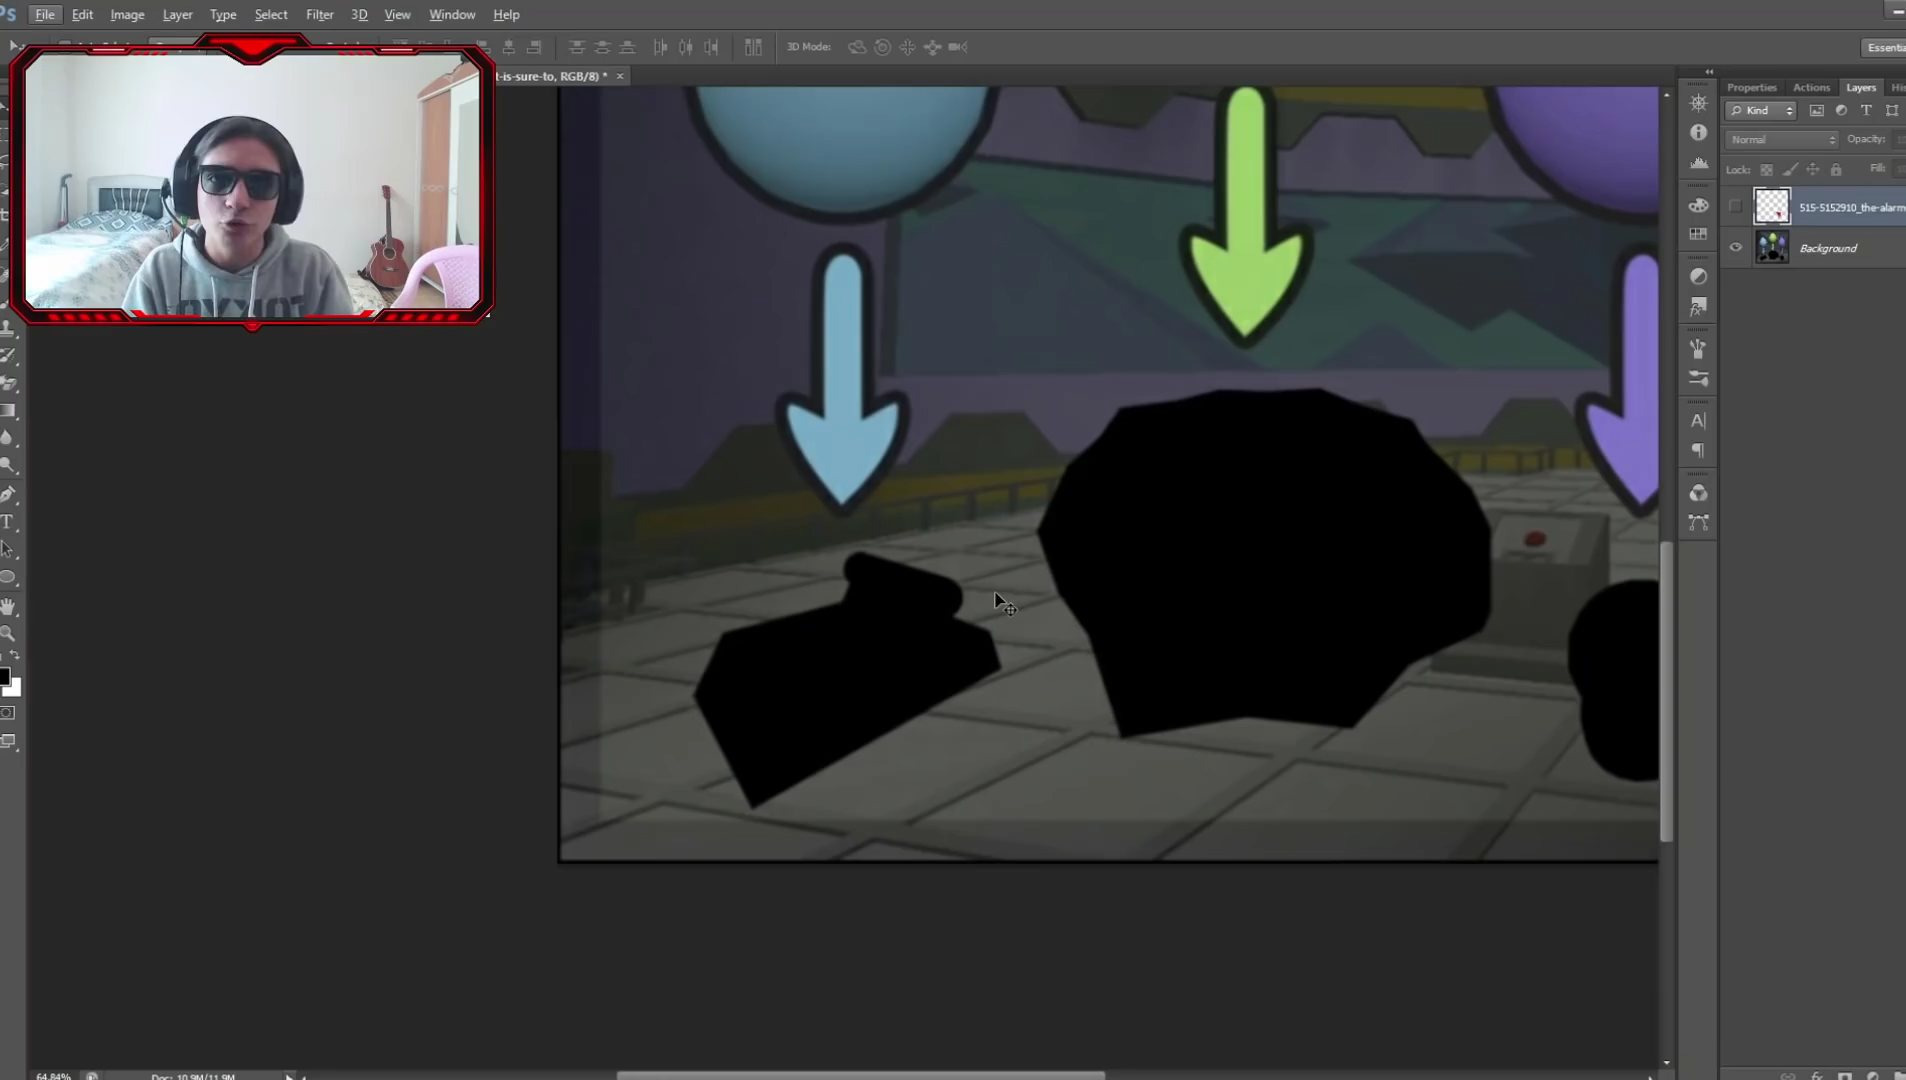 Ps File Edit Image Layer Type Select Filter 3D View Window Help
3D Mode:
t-is-sure-to, RGB/8) * ×
Properties Actions Layers
Kind
Normal Opacity:
Lock: Fill:
515-5152910_the-alarm
Background
64.84% Doc: 10.9M/11.9M